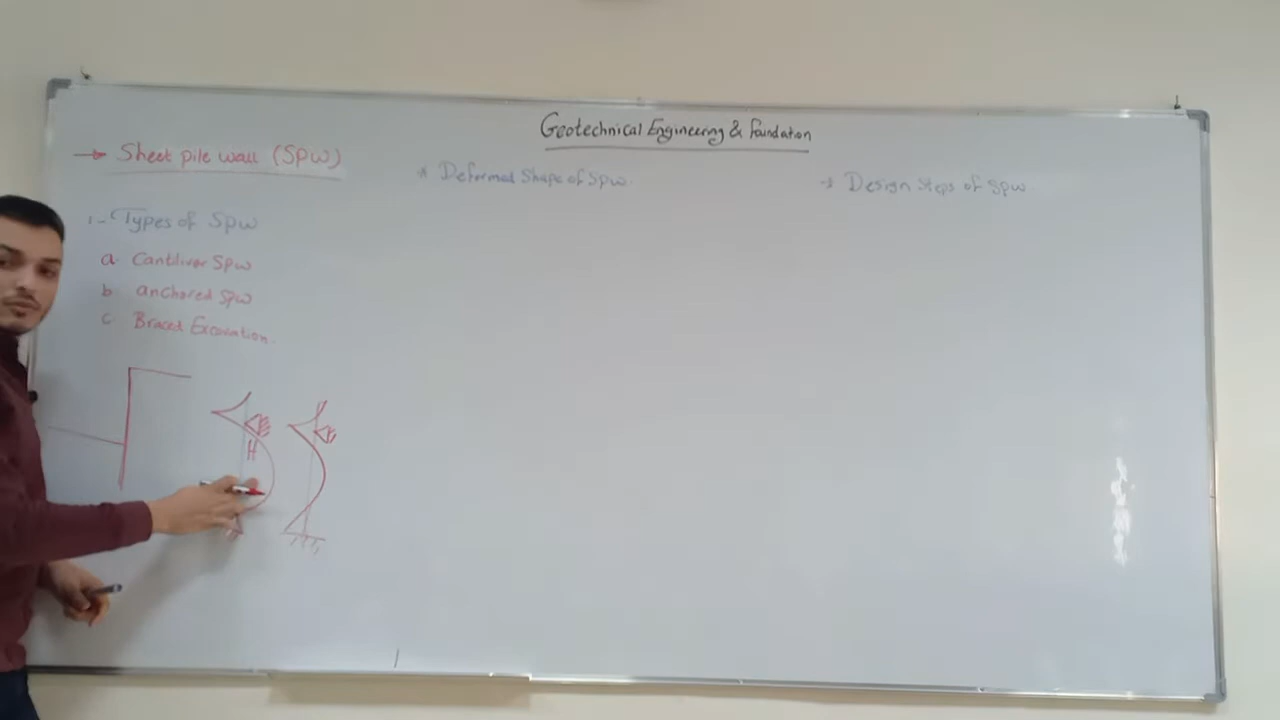 Geotechnical Engineering & Foundation
→ Sheet pile wall (SPW)
* Deformed Shape of SPW
→ Design Steps of SPW
1- Types of SPW
a Cantiliver SPW
b anchored SPW
c Braced Excavation.
H